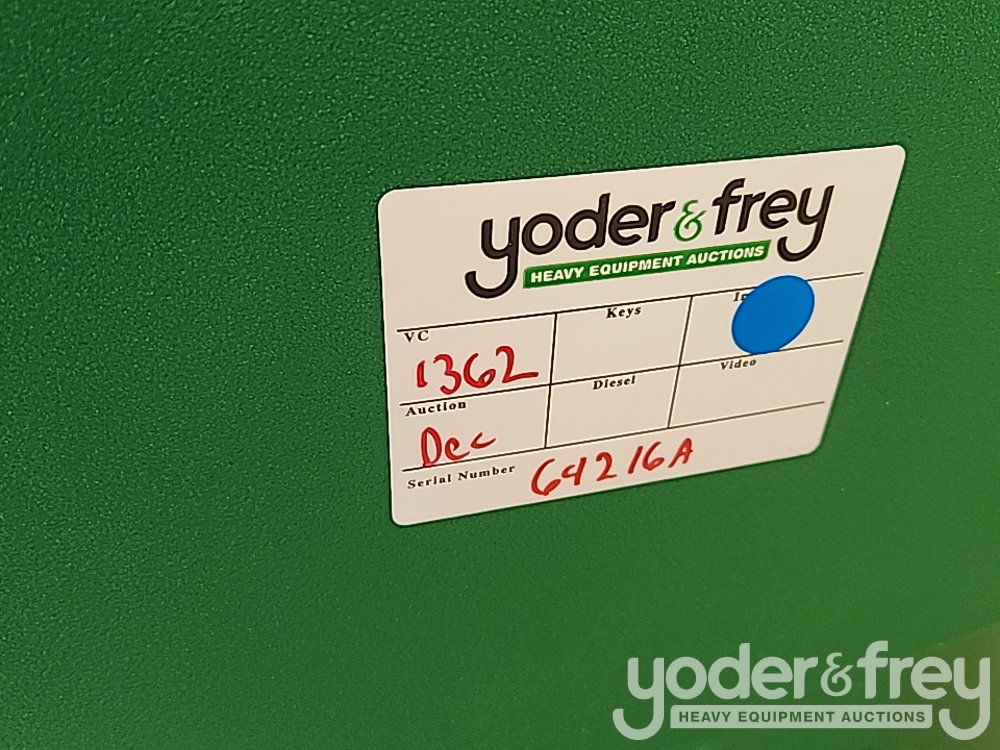 yoder & frey
HEAVY EQUIPMENT AUCTIONS
VC
Keys
1362
Auction
Diesel
Video
Dec
Serial Number
64216A
yoder & frey
HEAVY EQUIPMENT AUCTIONS